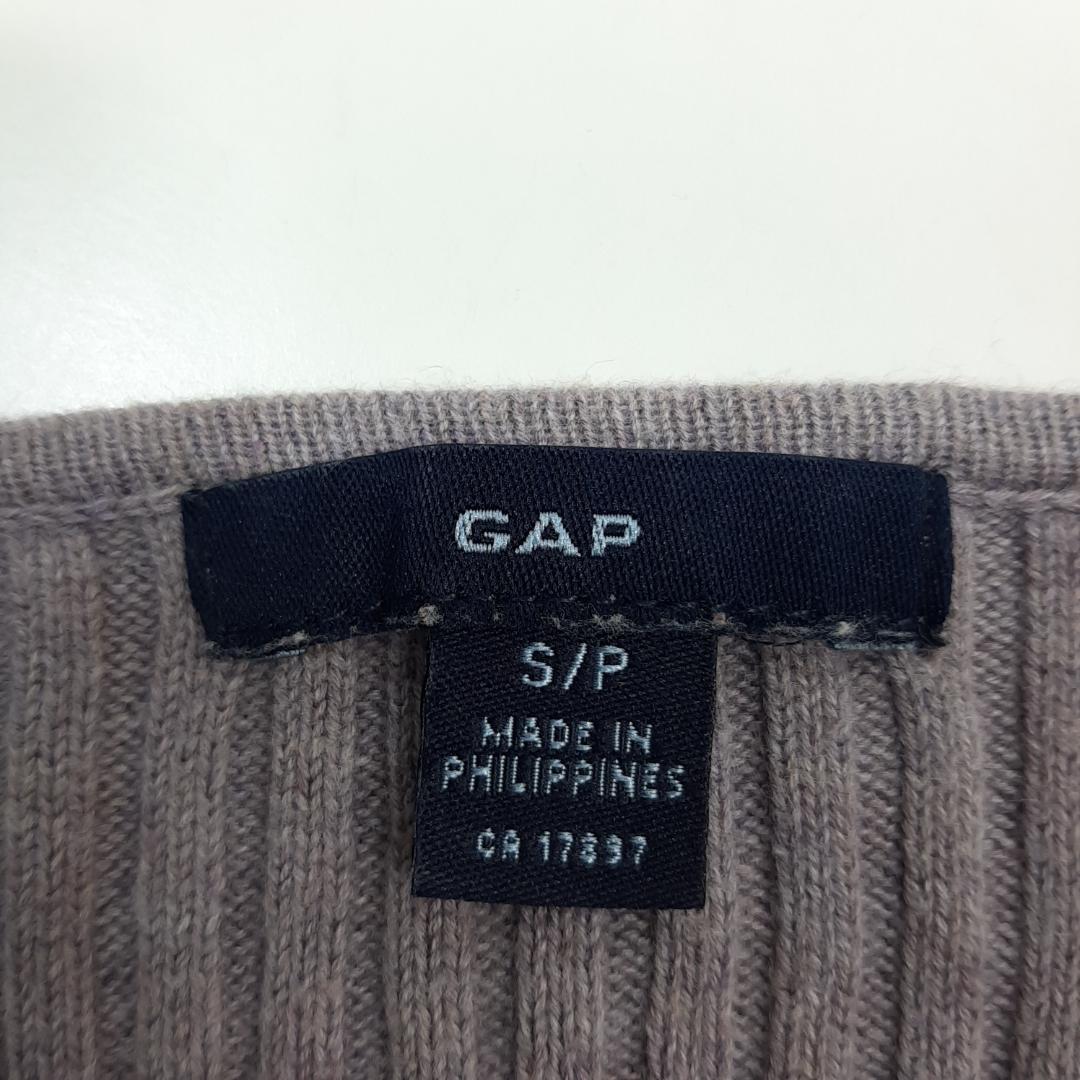 GAP
S/P
MADE IN
PHILIPPINES
CA 17897